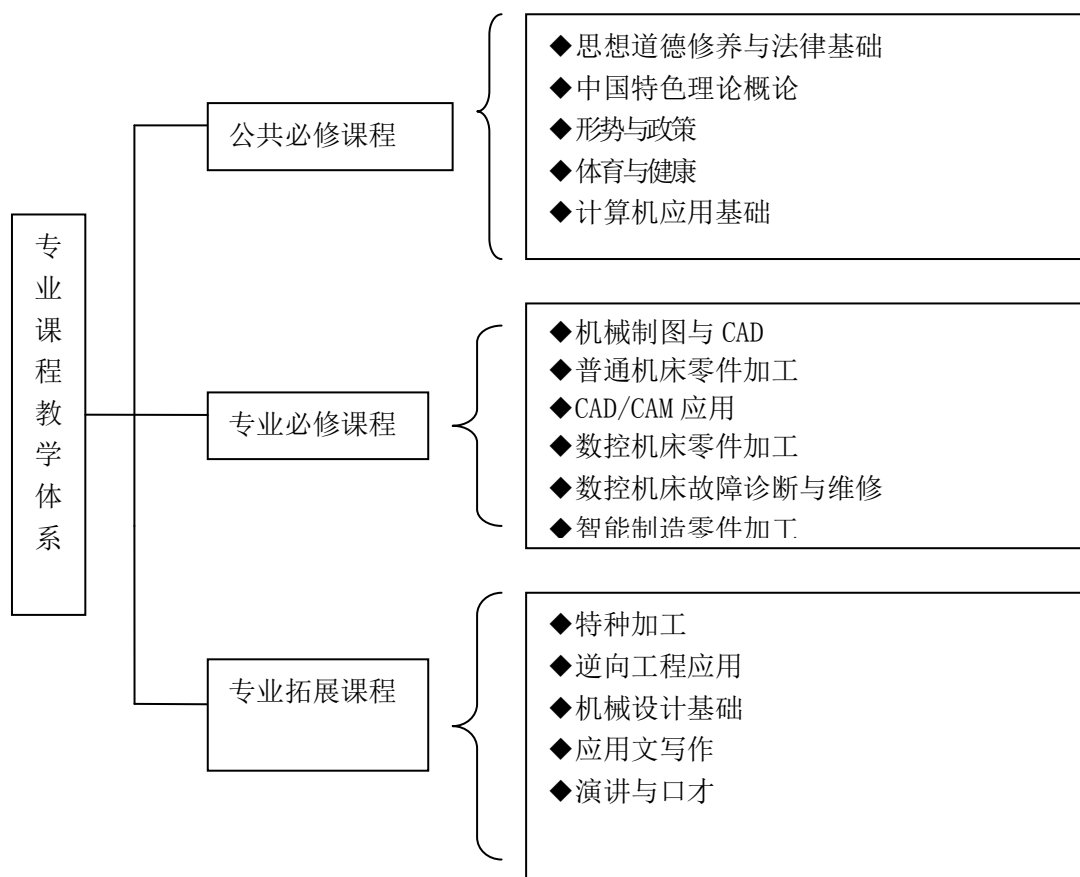 专业课程教学体系
公共必修课程
◆思想道德修养与法律基础
◆中国特色理论概论
◆形势与政策
◆体育与健康
◆计算机应用基础
专业必修课程
◆机械制图与 CAD
◆普通机床零件加工
◆CAD/CAM 应用
◆数控机床零件加工
◆数控机床故障诊断与维修
◆智能制造零件加工
专业拓展课程
◆特种加工
◆逆向工程应用
◆机械设计基础
◆应用文写作
◆演讲与口才